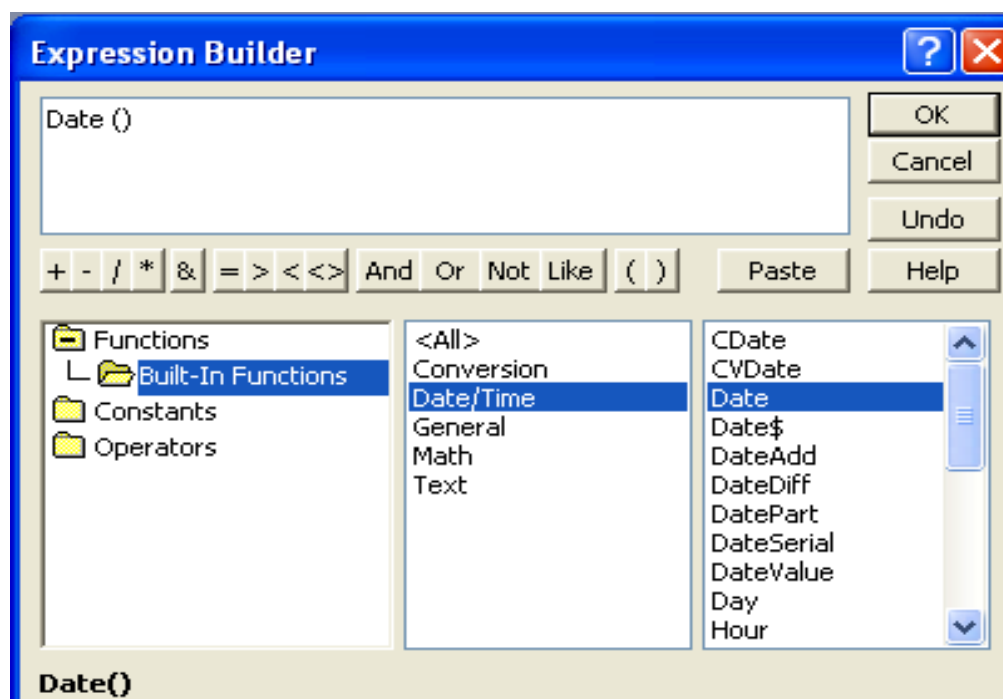 Expression Builder
?
Date ()
OK
Cancel
Undo
+ - / * & = > < <> And Or Not Like ( ) Paste Help
Functions
Built-In Functions
Constants
Operators
<All>
Conversion
Date/Time
General
Math
Text
CDate
CVDate
Date
Date$
DateAdd
DateDiff
DatePart
DateSerial
DateValue
Day
Hour
Date()